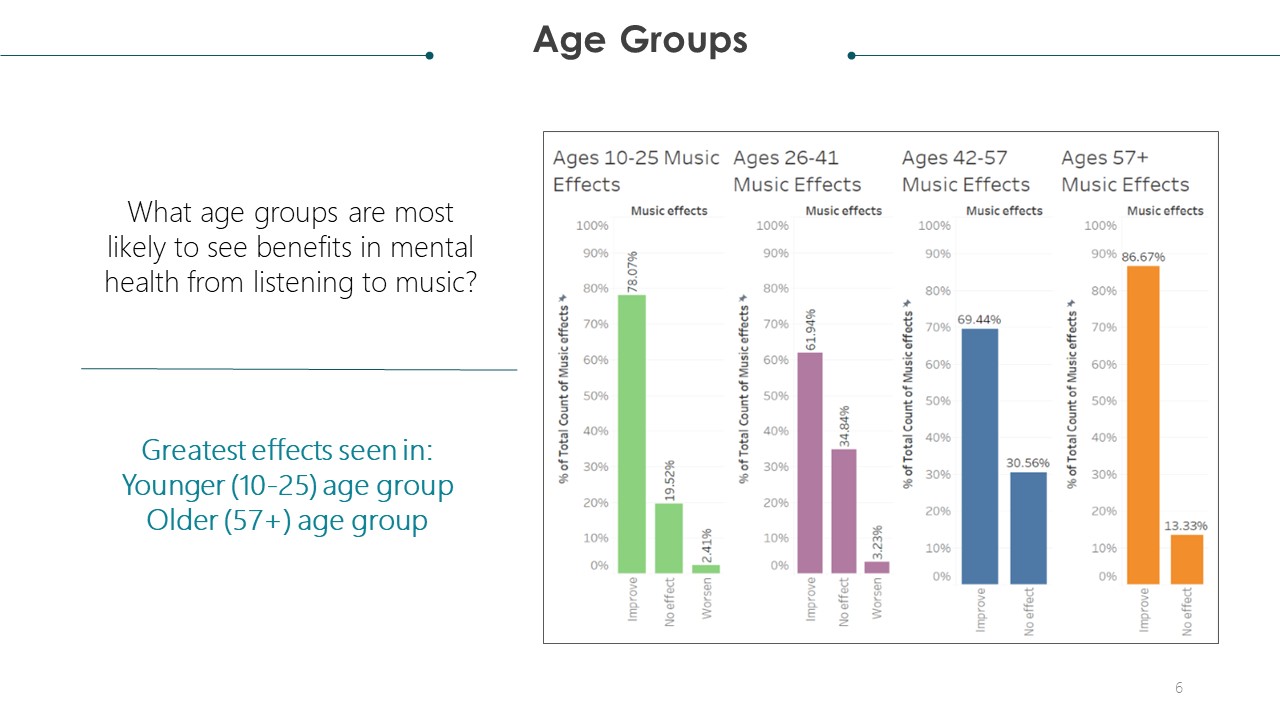 Age Groups
What age groups are most
likely to see benefits in mental
health from listening to music?
Greatest effects seen in:
Younger (10-25) age group
Older (57+) age group
Ages 10-25 Music
Effects
Music effects
% of Total Count of Music effects
100%
90%
80%
70%
60%
50%
40%
30%
20%
10%
0%
78.07%
19.52%
2.41%
Improve
No effect
Worsen
Ages 26-41
Music Effects
Music effects
% of Total Count of Music effects
100%
90%
80%
70%
60%
50%
40%
30%
20%
10%
0%
61.94%
34.84%
3.23%
Improve
No effect
Worsen
Ages 42-57
Music Effects
Music effects
% of Total Count of Music effects
100%
90%
80%
70%
60%
50%
40%
30%
20%
10%
0%
69.44%
30.56%
Improve
No effect
Ages 57+
Music Effects
Music effects
% of Total Count of Music effects
100%
90%
80%
70%
60%
50%
40%
30%
20%
10%
0%
86.67%
13.33%
Improve
No effect
6